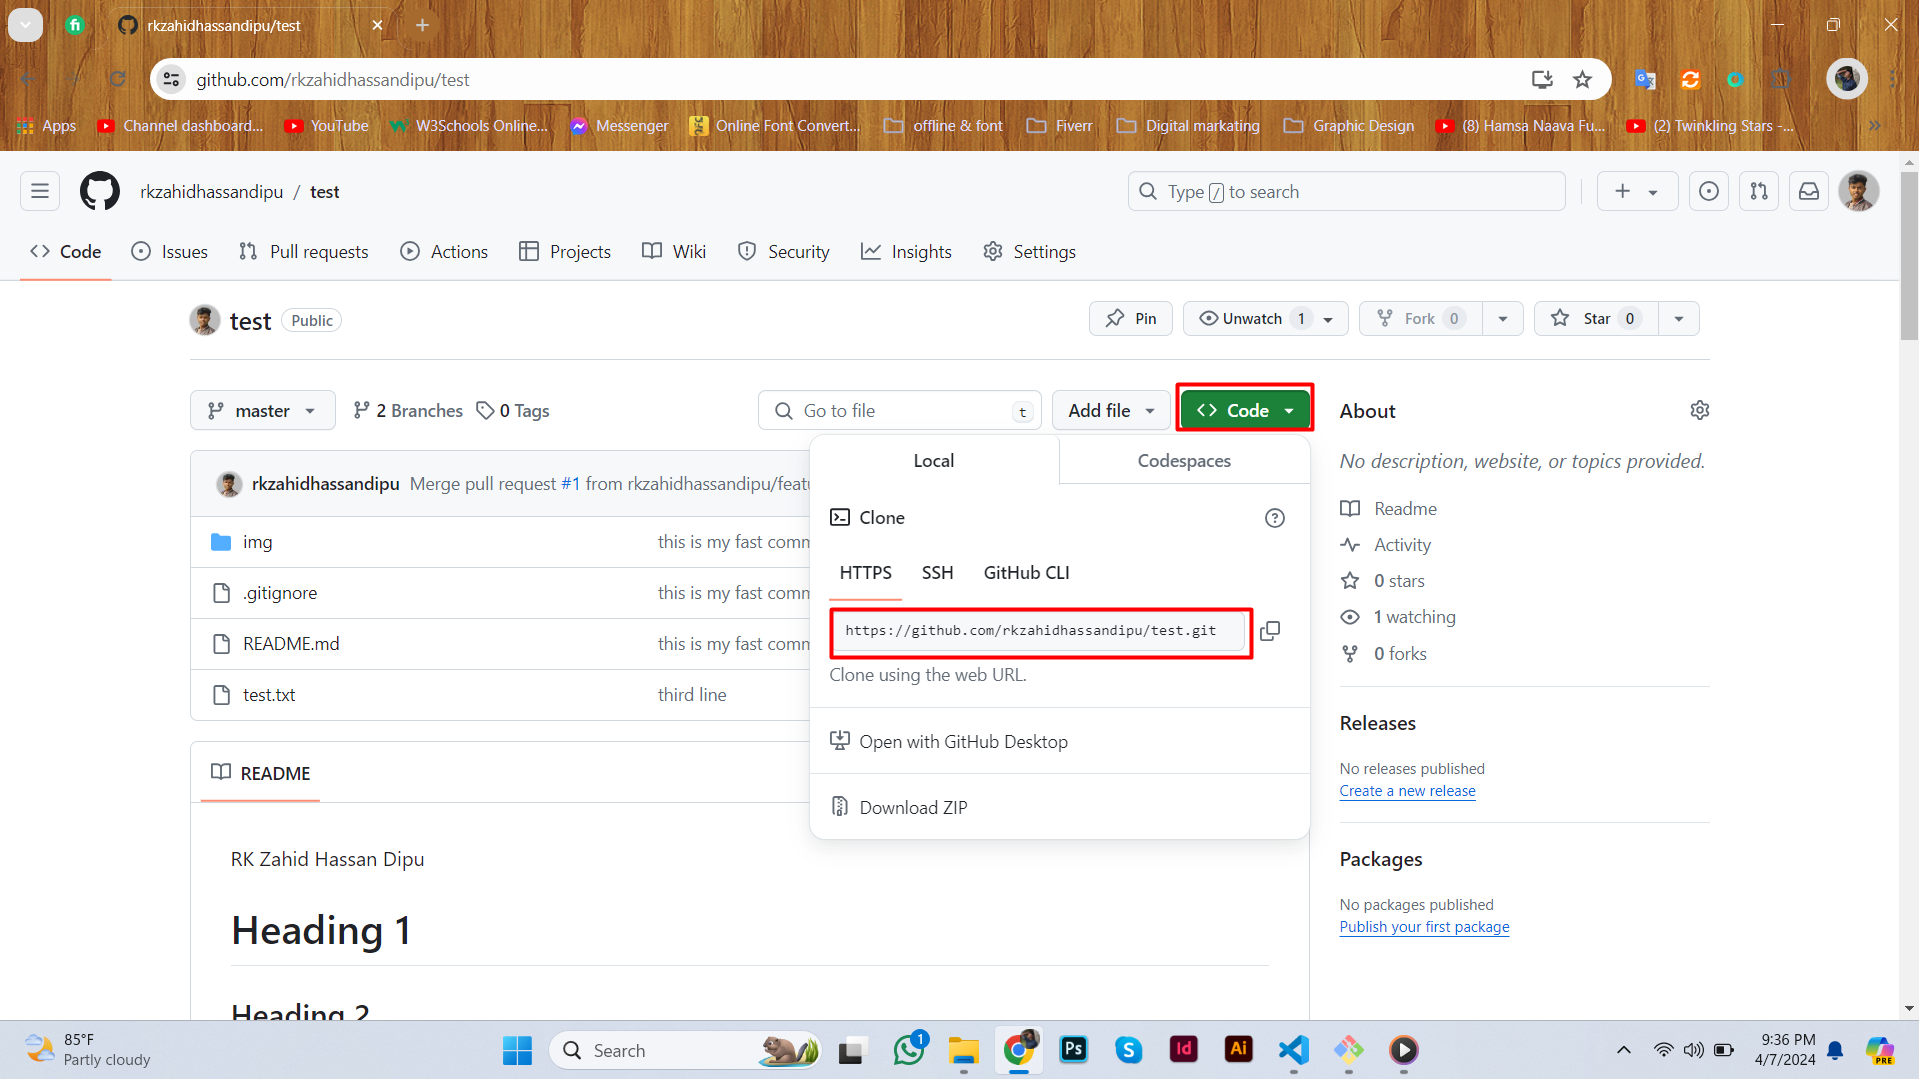 rkzahidhassandipu/test
github.com/rkzahidhassandipu/test
Apps Channel dashboard... YouTube W3Schools Online... Messenger Online Font Convert... offline & font Fiverr Digital markating Graphic Design (8) Hamsa Naava Fu... (2) Twinkling Stars -...
rkzahidhassandipu / test Type / to search
Code Issues Pull requests Actions Projects Wiki Security Insights Settings
test Public Pin Unwatch 1 Fork 0 Star 0
master 2 Branches 0 Tags Go to file t Add file Code About
Local Codespaces
No description, website, or topics provided.
rkzahidhassandipu Merge pull request #1 from rkzahidhassandipu/featu
Readme
Clone
img this is my fast comm
Activity
HTTPS SSH GitHub CLI
0 stars
.gitignore this is my fast comm
1 watching
https://github.com/rkzahidhassandipu/test.git
README.md this is my fast comm
0 forks
Clone using the web URL.
test.txt third line
Releases
Open with GitHub Desktop
README
No releases published
Create a new release
Download ZIP
RK Zahid Hassan Dipu
Packages
No packages published
Publish your first package
Heading 1
Heading 2
85°F
Partly cloudy
Search
1
Ps
S
Id
Ai
9:36 PM
4/7/2024
PRE